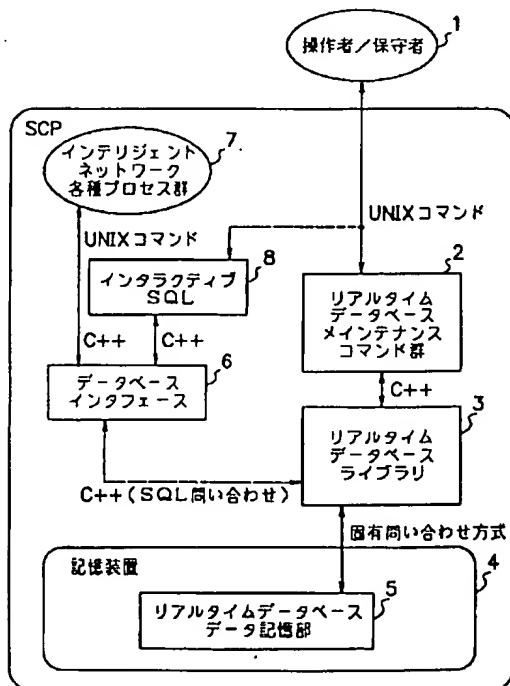 1
操作者/保守者
SCP
7
インテリジェント
ネットワーク
各種プロセス群
UNIXコマンド
UNIXコマンド
8
2
インタラクティブ
SQL
リアルタイム
データベース
メインテナンス
コマンド群
C++
C++
6
C++
データベース
インタフェース
3
リアルタイム
データベース
ライブラリ
C++(SQL問い合わせ)
固有問い合わせ方式
記憶装置
4
5
リアルタイムデータベース
データ記憶部